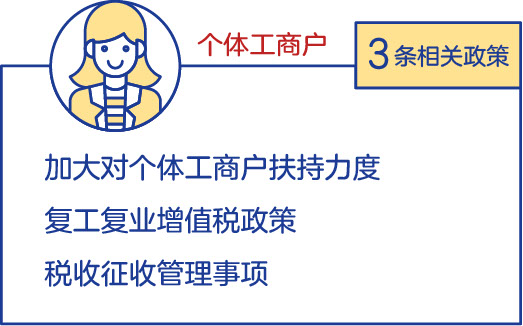 个体工商户
3条相关政策
加大对个体工商户扶持力度
复工复业增值税政策
税收征收管理事项